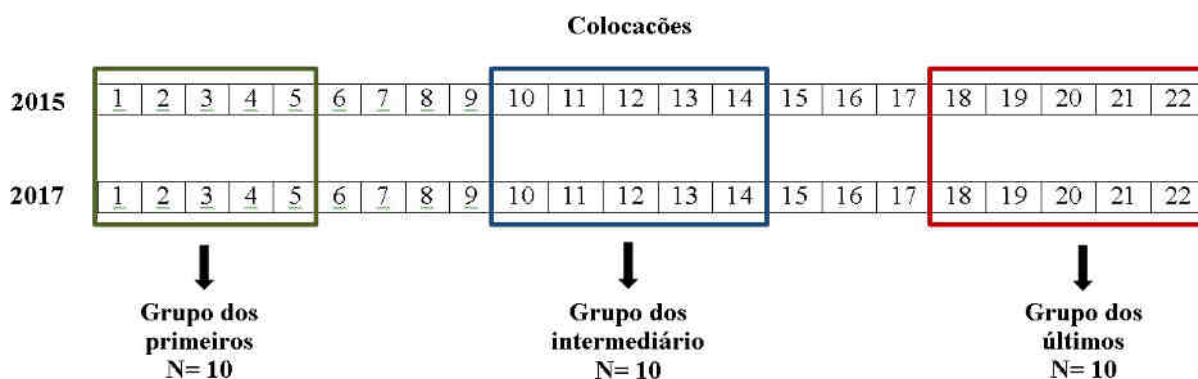 Colocacões
2015 1 2 3 4 5 6 7 8 9 10 11 12 13 14 15 16 17 18 19 20 21 22
2017 1 2 3 4 5 6 7 8 9 10 11 12 13 14 15 16 17 18 19 20 21 22
Grupo dos
primeiros
N= 10
Grupo dos
intermediário
N= 10
Grupo dos
últimos
N= 10